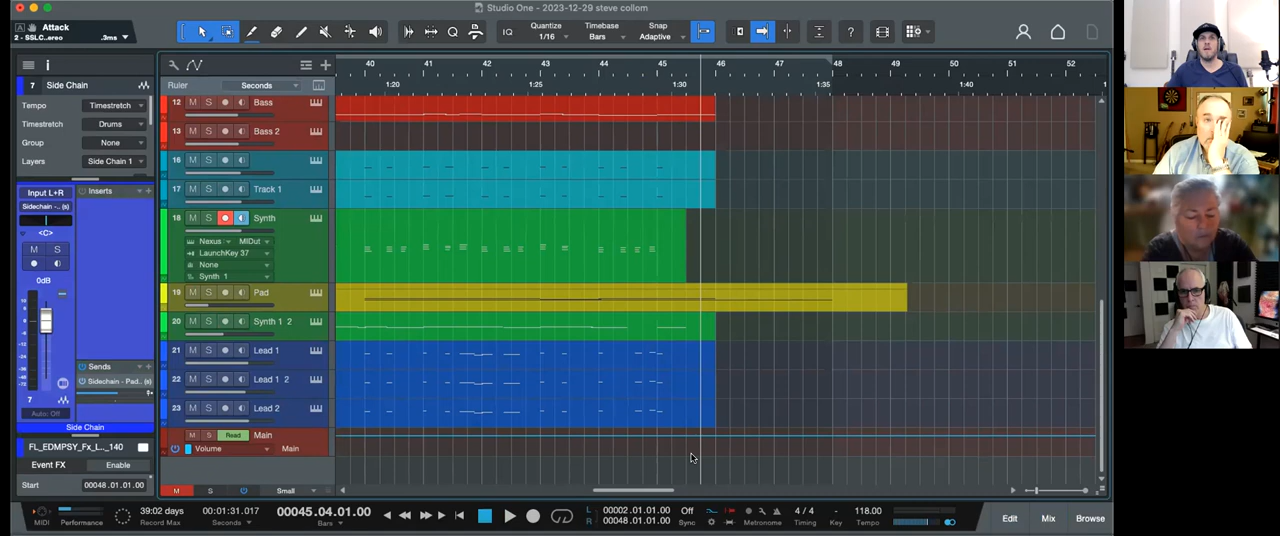 Studio One - 2023-12-29 steve collom
Attack
2 - SSLC...ereo
.3ms
Quantize
1/16
Timebase
Bars
Snap
Adaptive
IQ
Q
?
i
Ruler
Seconds
40 41 42 43 44 45 46 47 48 49 50 51 52
1:20 1:25 1:30 1:35 1:40
7 Side Chain
Tempo Timestretch
Timestretch Drums
Group None
Layers Side Chain 1
Input L+R
Sidechain -...(s)
<C>
M S
0dB
7
Auto: Off
Side Chain
Inserts
Sends
Sidechain - Pad...(s)
FL_EDMPSY_Fx_L..._140
Event FX Enable
Start 00048.01.01.00
12 M S Bass
13 M S Bass 2
16 M S
17 M S Track 1
18 M S Synth
Nexus MIDut
LaunchKey 37
None
Synth 1
19 M S Pad
20 M S Synth 1 2
21 M S Lead 1
22 M S Lead 1 2
23 M S Lead 2
M S Read Main
Volume Main
M S Small
MIDI
Performance
39:02 days
Record Max
00:01:31.017
Seconds
00045.04.01.00
Bars
L 00002.01.01.00
R 00048.01.01.00
Off
Sync
Metronome
4 / 4
Timing
-
Key
118.00
Tempo
Edit
Mix
Browse